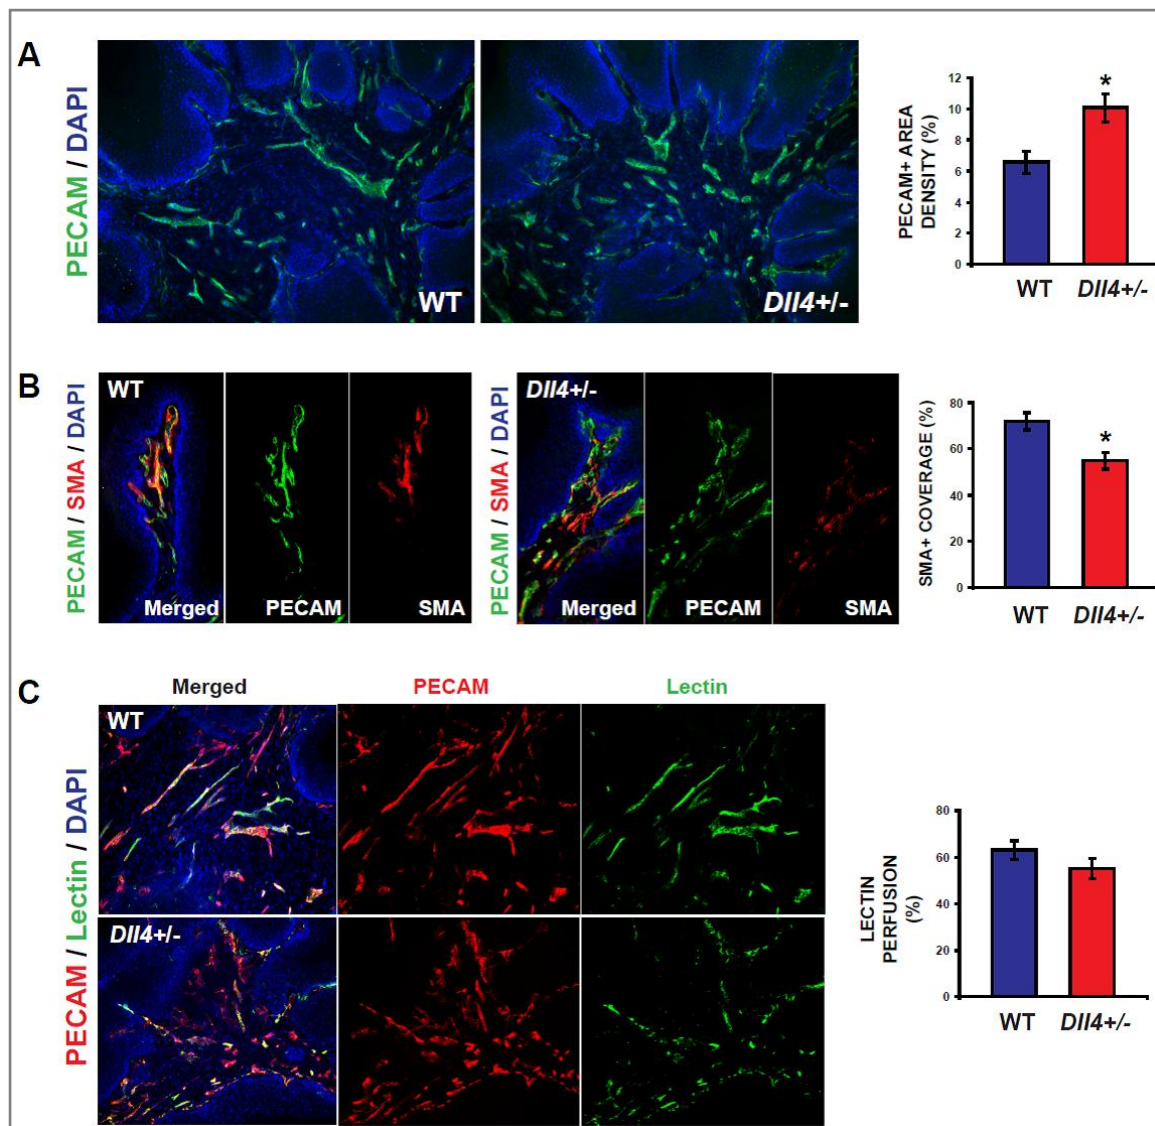 A
PECAM / DAPI
WT
Dll4+/-
PECAM+ AREA
DENSITY (%)
12
10
8
6
4
2
0
*
WT
Dll4+/-
B
PECAM / SMA / DAPI
WT
Merged
PECAM
SMA
PECAM / SMA / DAPI
Dll4+/-
Merged
PECAM
SMA
SMA+ COVERAGE (%)
80
60
40
20
0
*
WT
Dll4+/-
C
Merged
PECAM
Lectin
PECAM / Lectin / DAPI
WT
Dll4+/-
LECTIN
PERFUSION
(%)
80
60
40
20
0
WT
Dll4+/-